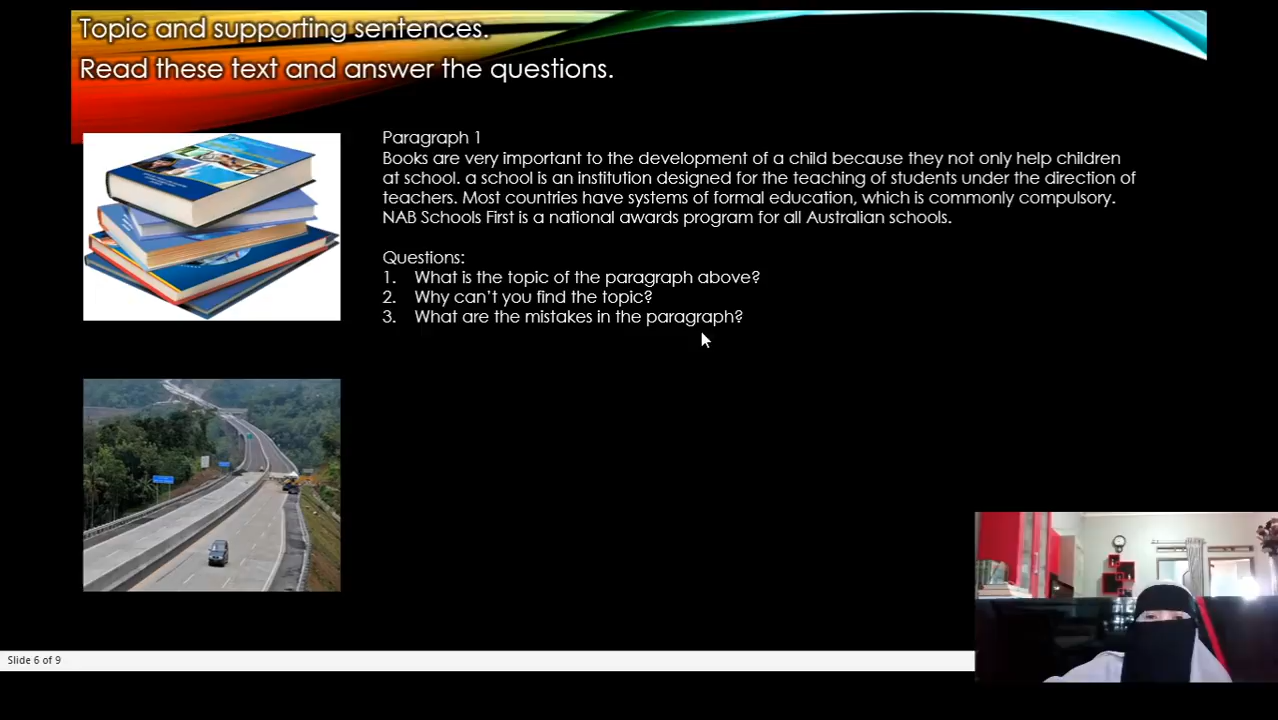 Topic and supporting sentences.
Read these text and answer the questions.
Paragraph 1
Books are very important to the development of a child because they not only help children
at school. a school is an institution designed for the teaching of students under the direction of
teachers. Most countries have systems of formal education, which is commonly compulsory.
NAB Schools First is a national awards program for all Australian schools.
Questions:
1. What is the topic of the paragraph above?
2. Why can't you find the topic?
3. What are the mistakes in the paragraph?
Slide 6 of 9